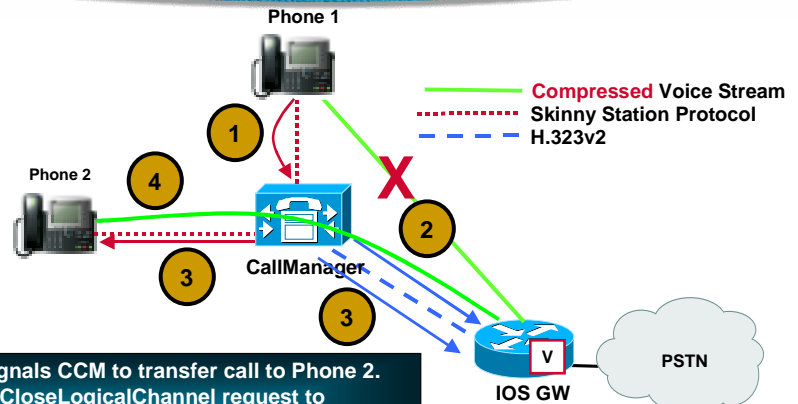 Phone 1
Compressed Voice Stream
Skinny Station Protocol
H.323v2
1
X
Phone 2
4
2
3
CallManager
3
V
PSTN
IOS GW
gnals CCM to transfer call to Phone 2.
CloseLogicalChannel request to